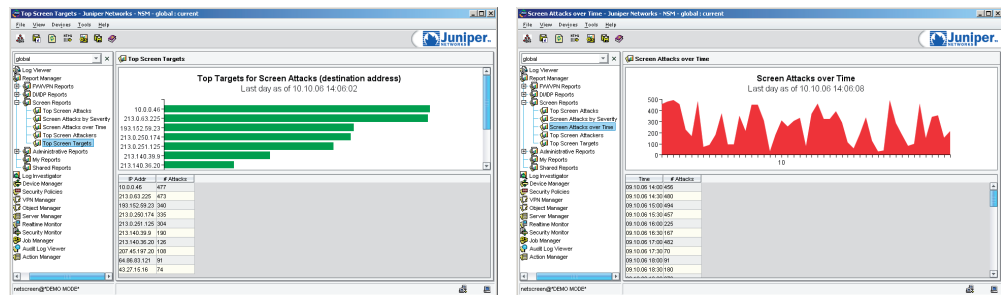 Top Screen Targets - Juniper Networks - NSM - global : current
File View Devices Tools Help
Juniper
NETWORKS
global
Top Screen Targets
Log Viewer
Report Manager
FW/VPN Reports
DI/IDP Reports
Screen Reports
Top Screen Attacks
Screen Attacks by Severity
Screen Attacks over Time
Top Screen Attackers
Top Screen Targets
Administrative Reports
My Reports
Shared Reports
Log Investigator
Device Manager
Security Policies
VPN Manager
Object Manager
Server Manager
Realtime Monitor
Security Monitor
Job Manager
Audit Log Viewer
Action Manager
Top Targets for Screen Attacks (destination address)
Last day as of 10.10.06 14:06:02
10.0.0.46
213.0.63.225
193.152.59.23
213.0.250.174
213.0.251.125
213.140.39.9
213.140.36.20
IP Addr # Attacks
10.0.0.46 477
213.0.63.225 473
193.152.59.23 340
213.0.250.174 335
213.0.251.125 304
213.140.39.9 190
213.140.36.20 126
207.45.197.20 108
64.86.83.121 91
43.27.15.16 74
netscreen@*DEMO MODE*
Screen Attacks over Time - Juniper Networks - NSM - global : current
File View Devices Tools Help
Juniper
NETWORKS
global
Screen Attacks over Time
Log Viewer
Report Manager
FW/VPN Reports
DI/IDP Reports
Screen Reports
Top Screen Attacks
Screen Attacks by Severity
Screen Attacks over Time
Top Screen Attackers
Top Screen Targets
Administrative Reports
My Reports
Shared Reports
Log Investigator
Device Manager
Security Policies
VPN Manager
Object Manager
Server Manager
Realtime Monitor
Security Monitor
Job Manager
Audit Log Viewer
Action Manager
Screen Attacks over Time
Last day as of 10.10.06 14:06:08
500
400
300
200
100
0
10
Time # Attacks
09.10.06 14:00 456
09.10.06 14:30 480
09.10.06 15:00 494
09.10.06 15:30 457
09.10.06 16:00 225
09.10.06 16:30 167
09.10.06 17:00 482
09.10.06 17:30 70
09.10.06 18:00 91
09.10.06 18:30 180
netscreen@*DEMO MODE*